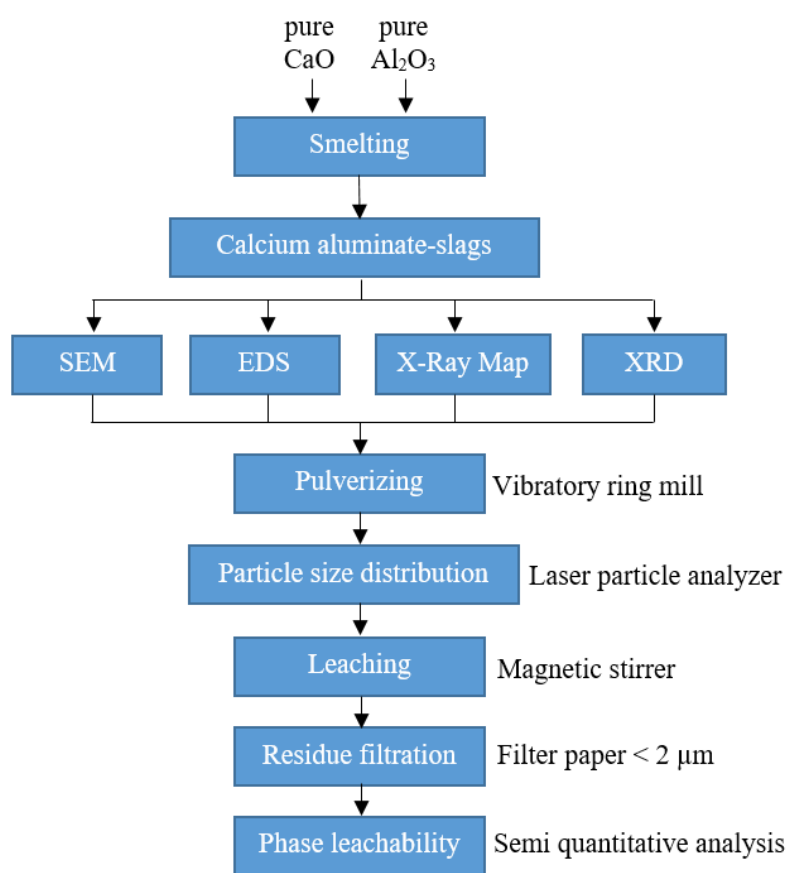 pure pure
CaO Al₂O₃
Smelting
Calcium aluminate-slags
SEM EDS X-Ray Map XRD
Pulverizing Vibratory ring mill
Particle size distribution Laser particle analyzer
Leaching Magnetic stirrer
Residue filtration Filter paper < 2 µm
Phase leachability Semi quantitative analysis